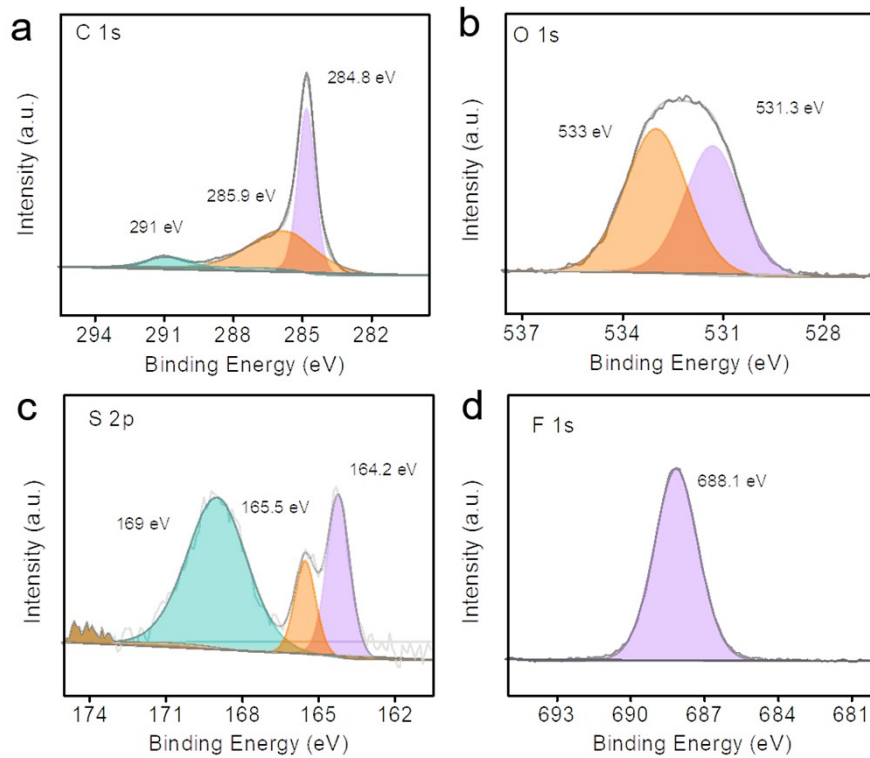 a
C 1s
284.8 eV
285.9 eV
291 eV
Intensity (a.u.)
294 291 288 285 282
Binding Energy (eV)
b
O 1s
533 eV
531.3 eV
Intensity (a.u.)
537 534 531 528
Binding Energy (eV)
c
S 2p
164.2 eV
165.5 eV
169 eV
Intensity (a.u.)
174 171 168 165 162
Binding Energy (eV)
d
F 1s
688.1 eV
Intensity (a.u.)
693 690 687 684 681
Binding Energy (eV)